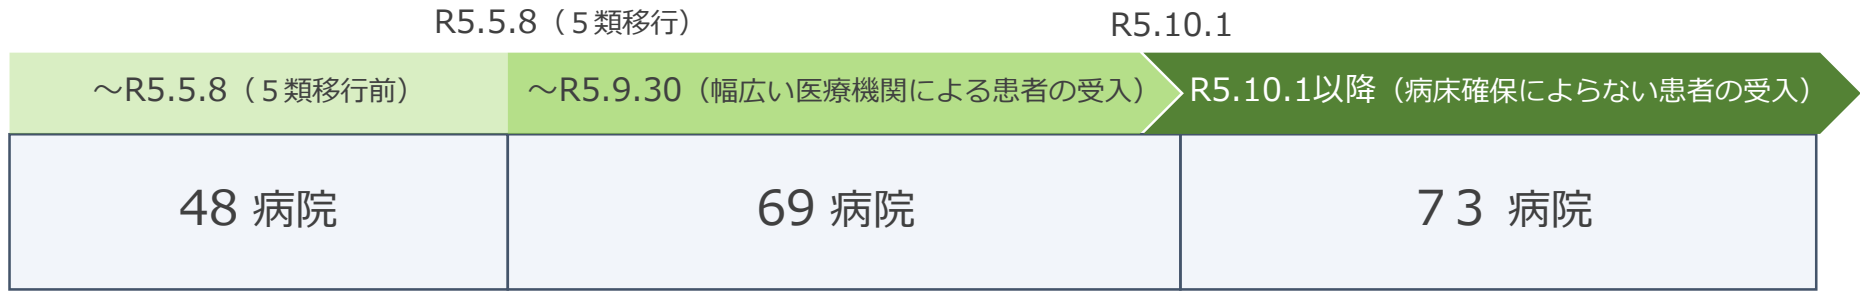 R5.5.8（５類移行）
R5.10.1
～R5.5.8（５類移行前）
～R5.9.30（幅広い医療機関による患者の受入）
R5.10.1以降（病床確保によらない患者の受入）
48 病院
69 病院
７３ 病院